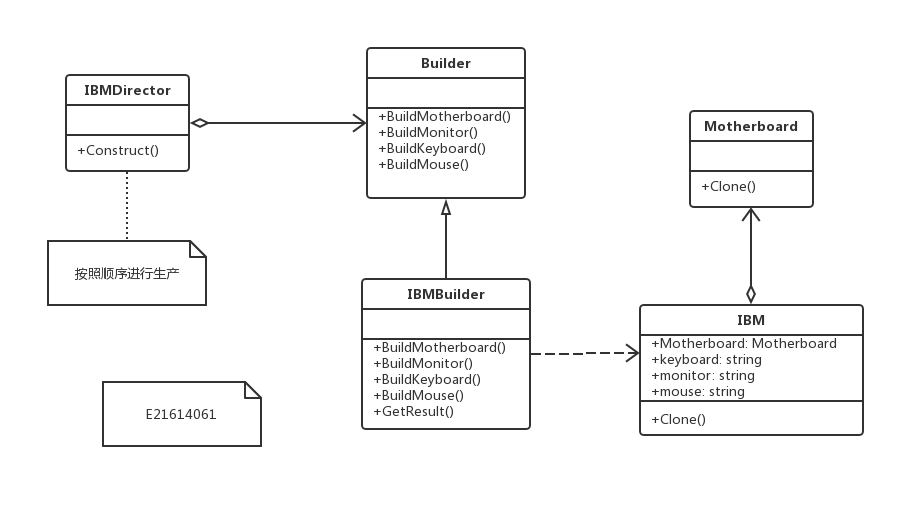 IBMDirector
+Construct()
按照顺序进行生产
E21614061
Builder
+BuildMotherboard()
+BuildMonitor()
+BuildKeyboard()
+BuildMouse()
IBMBuilder
+BuildMotherboard()
+BuildMonitor()
+BuildKeyboard()
+BuildMouse()
+GetResult()
Motherboard
+Clone()
IBM
+Motherboard: Motherboard
+keyboard: string
+monitor: string
+mouse: string
+Clone()